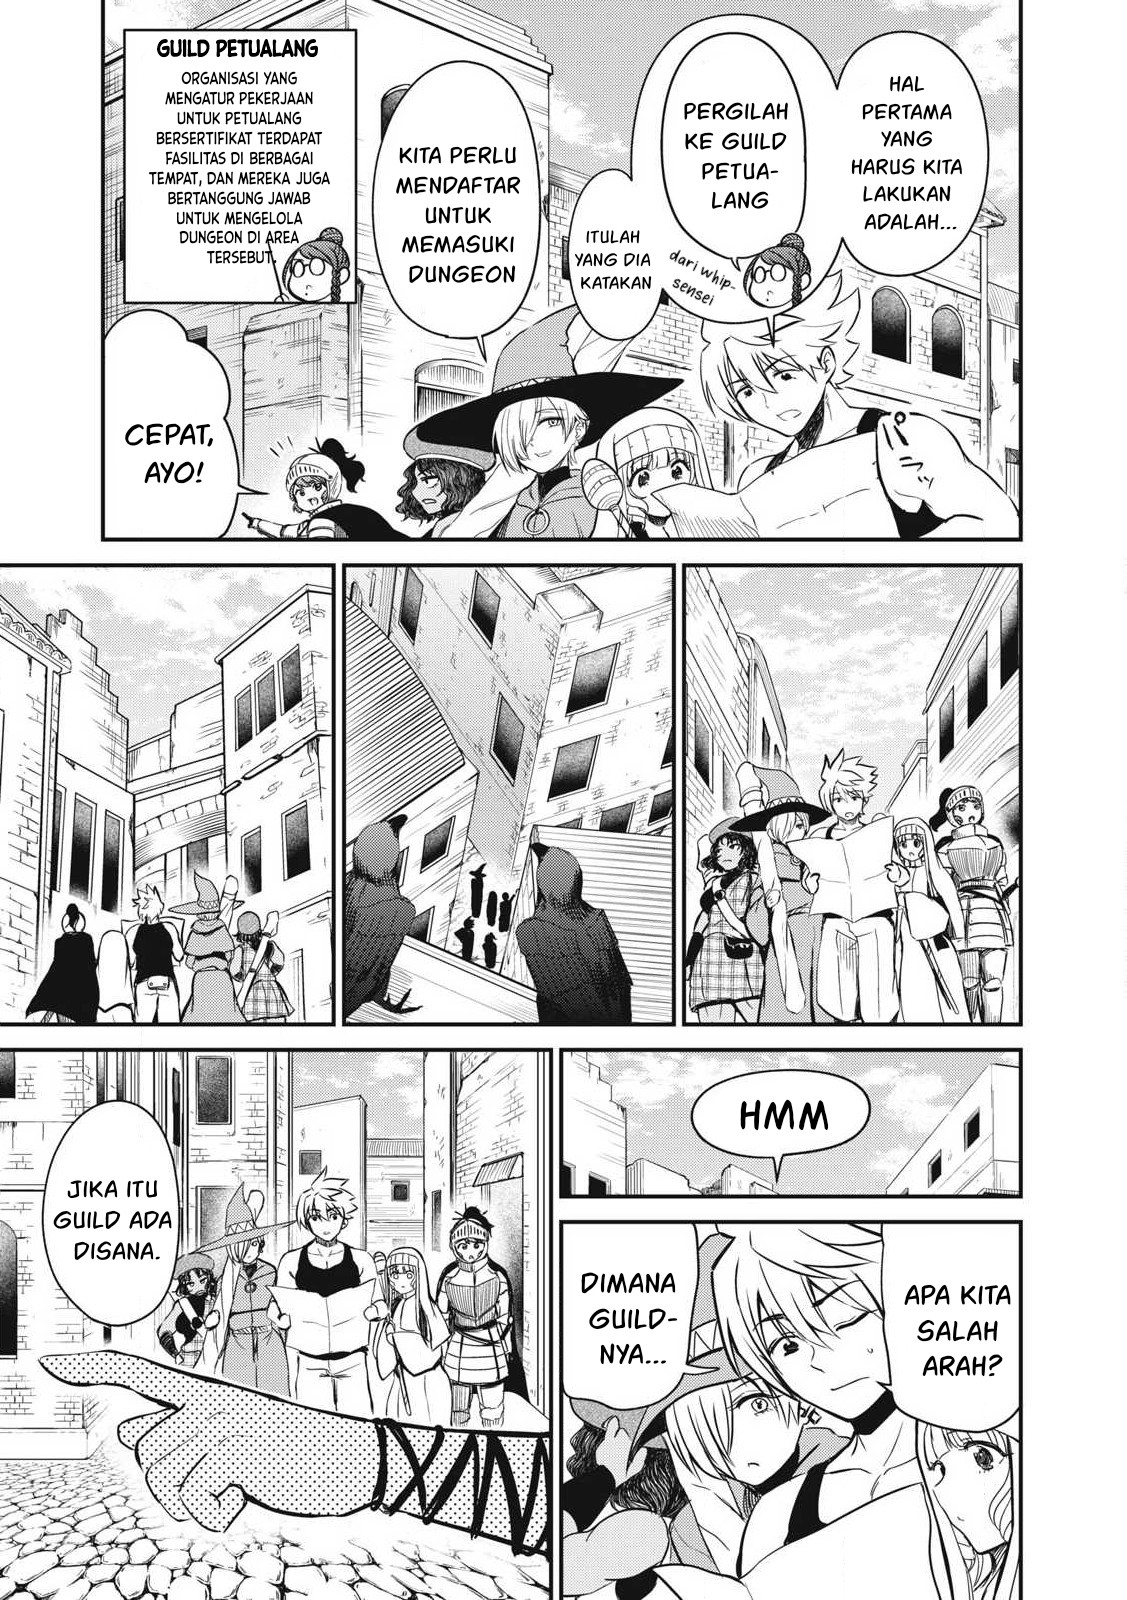 HAL
PERTAMA
YANG
HARUS KITA
LAKUKAN
ADALAH...
PERGILAH
KE GUILD
PETUA-
LANG
dari whip-
sensei
ITULAH
YANG DIA
KATAKAN
KITA PERLU
MENDAFTAR
UNTUK
MEMASUKI
DUNGEON
GUILD PETUALANG
ORGANISASI YANG
MENGATUR PEKERJAAN
UNTUK PETUALANG
BERSERTIFIKAT TERDAPAT
FASILITAS DI BERBAGAI
TEMPAT, DAN MEREKA JUGA
BERTANGGUNG JAWAB
UNTUK MENGELOLA
DUNGEON DI AREA
TERSEBUT.
CEPAT,
AYO!
HMM
APA KITA
SALAH
ARAH?
DIMANA
GUILD-
NYA...
JIKA ITU
GUILD ADA
DISANA.